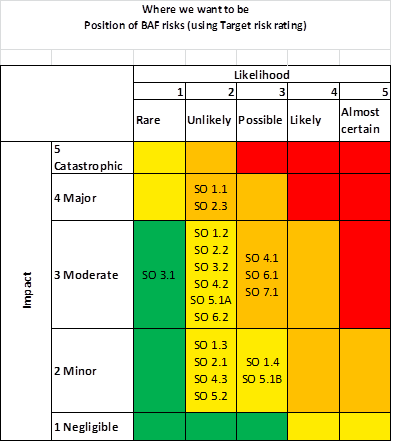 Where we want to be
Position of BAF risks (using Target risk rating)
Likelihood
1 2 3 4 5
Rare Unlikely Possible Likely Almost certain
Impact
5 Catastrophic
4 Major
SO 1.1
SO 2.3
3 Moderate
SO 3.1
SO 1.2
SO 2.2
SO 3.2
SO 4.2
SO 5.1A
SO 6.2
SO 4.1
SO 6.1
SO 7.1
2 Minor
SO 1.3
SO 2.1
SO 4.3
SO 5.2
SO 1.4
SO 5.1B
1 Negligible